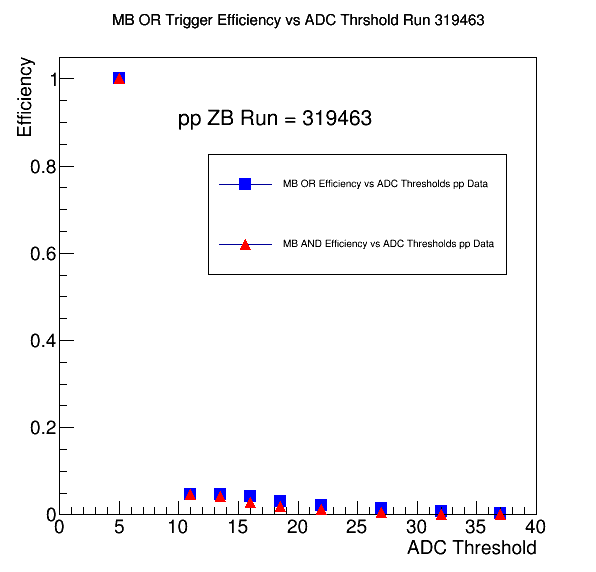 MB OR Trigger Efficiency vs ADC Thrshold Run 319463
Efficiency
1
0.8
0.6
0.4
0.2
0
pp ZB Run = 319463
MB OR Efficiency vs ADC Thresholds pp Data
MB AND Efficiency vs ADC Thresholds pp Data
0 5 10 15 20 25 30 35 40
ADC Threshold